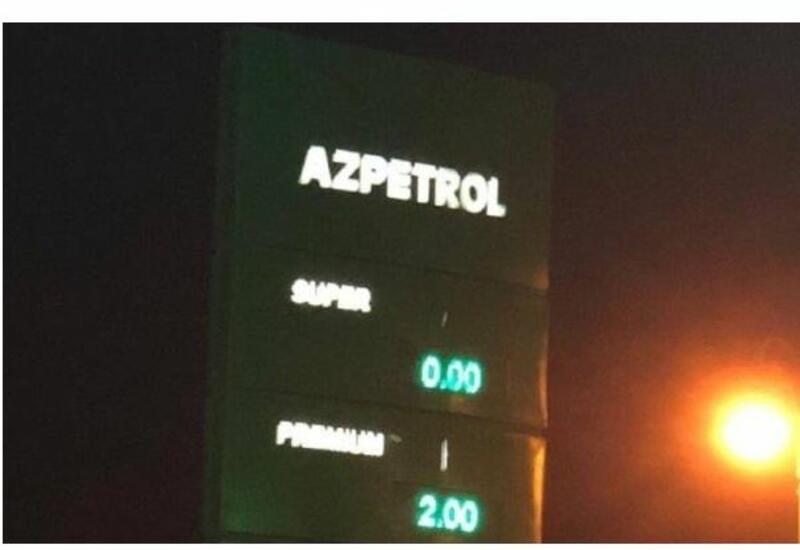 AZPETROL
SUPER
0.00
PREMIUM
2.00